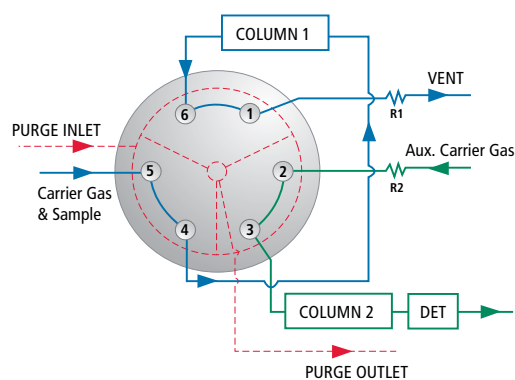 COLUMN 1
VENT
6
1
R1
PURGE INLET
Aux. Carrier Gas
5
2
Carrier Gas
& Sample
R2
4
3
COLUMN 2
DET
PURGE OUTLET